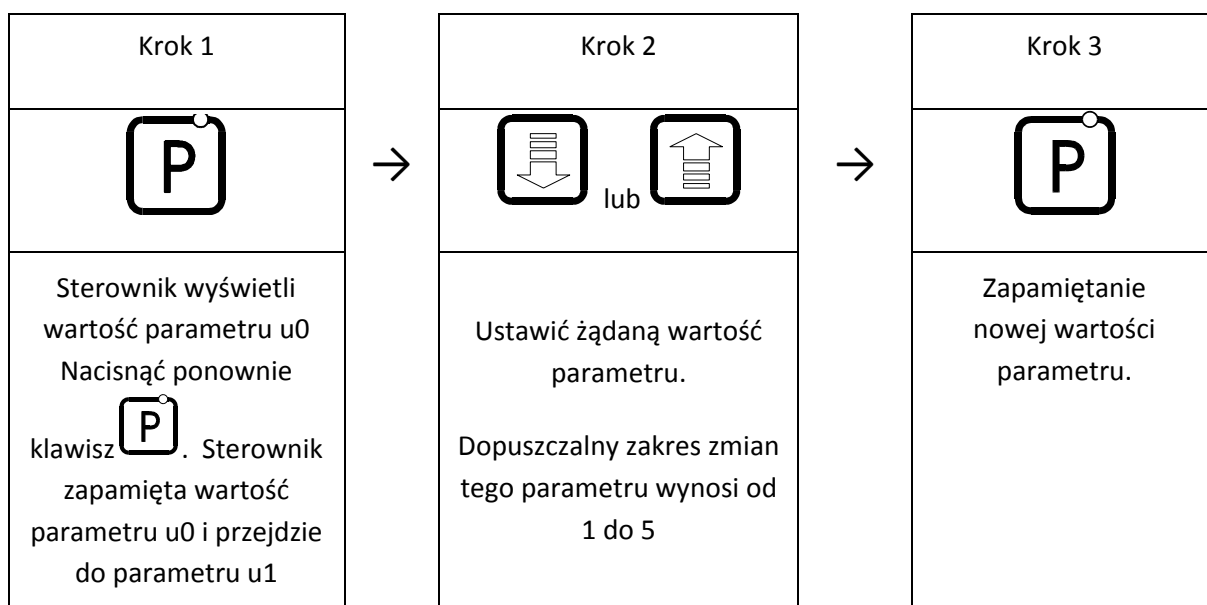 Krok 1
P
Sterownik wyświetli
wartość parametru u0
Nacisnąć ponownie
klawisz P. Sterownik
zapamięta wartość
parametru u0 i przejdzie
do parametru u1
→
Krok 2
lub
Ustawić żądaną wartość
parametru.
Dopuszczalny zakres zmian
tego parametru wynosi od
1 do 5
→
Krok 3
P
Zapamiętanie
nowej wartości
parametru.